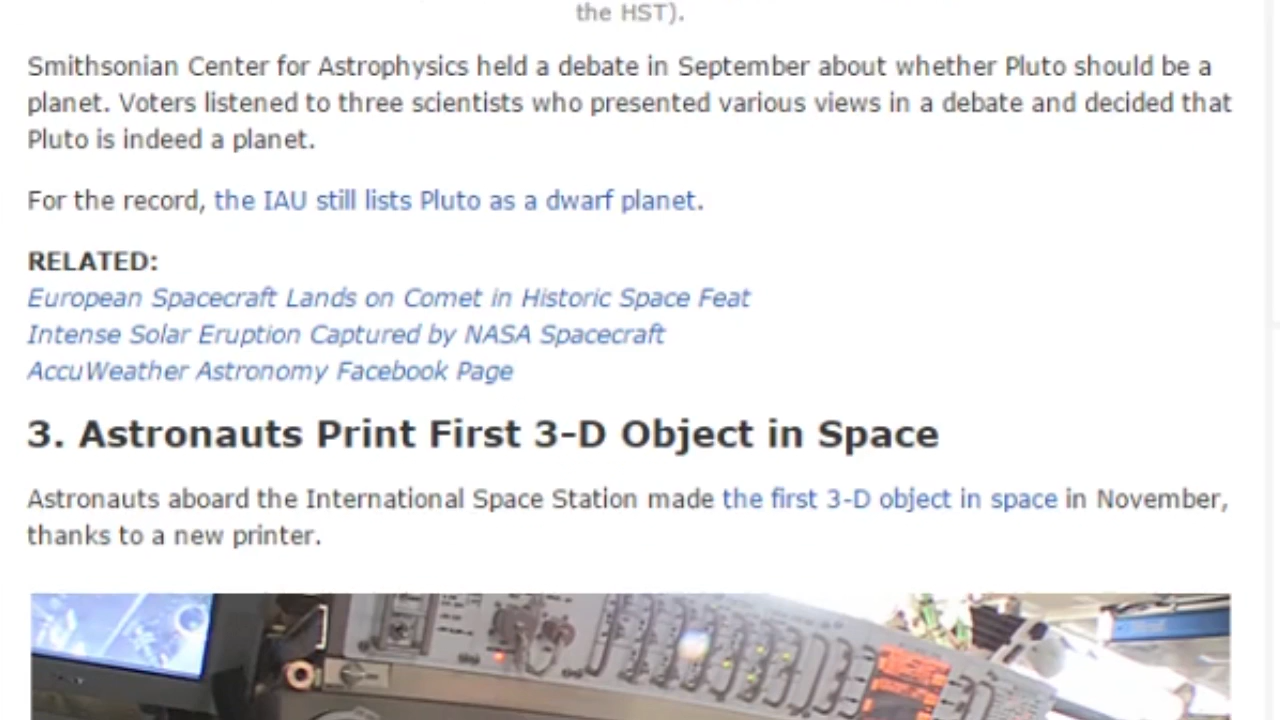 the HST).
Smithsonian Center for Astrophysics held a debate in September about whether Pluto should be a
planet. Voters listened to three scientists who presented various views in a debate and decided that
Pluto is indeed a planet.
For the record, the IAU still lists Pluto as a dwarf planet.
RELATED:
European Spacecraft Lands on Comet in Historic Space Feat
Intense Solar Eruption Captured by NASA Spacecraft
AccuWeather Astronomy Facebook Page
3. Astronauts Print First 3-D Object in Space
Astronauts aboard the International Space Station made the first 3-D object in space in November,
thanks to a new printer.